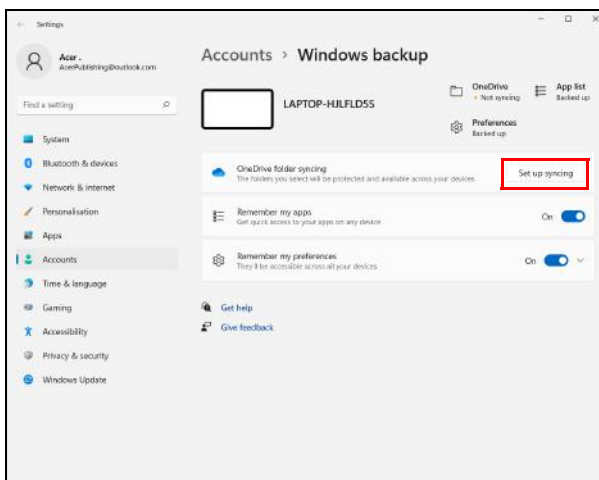 Settings
Acer .
AcerPublishing@outlook.com
Find a setting
System
Bluetooth & devices
Network & internet
Personalisation
Apps
Accounts
Time & language
Gaming
Accessibility
Privacy & security
Windows Update
Accounts > Windows backup
LAPTOP-HJLFLD5S
OneDrive
Not syncing
App list
Backed up
Preferences
Backed up
OneDrive folder syncing
The folders you select will be protected and available across your devices
Set up syncing
Remember my apps
Get quick access to your apps on any device
On
Remember my preferences
They'll be accessible across all your devices
On
Get help
Give feedback